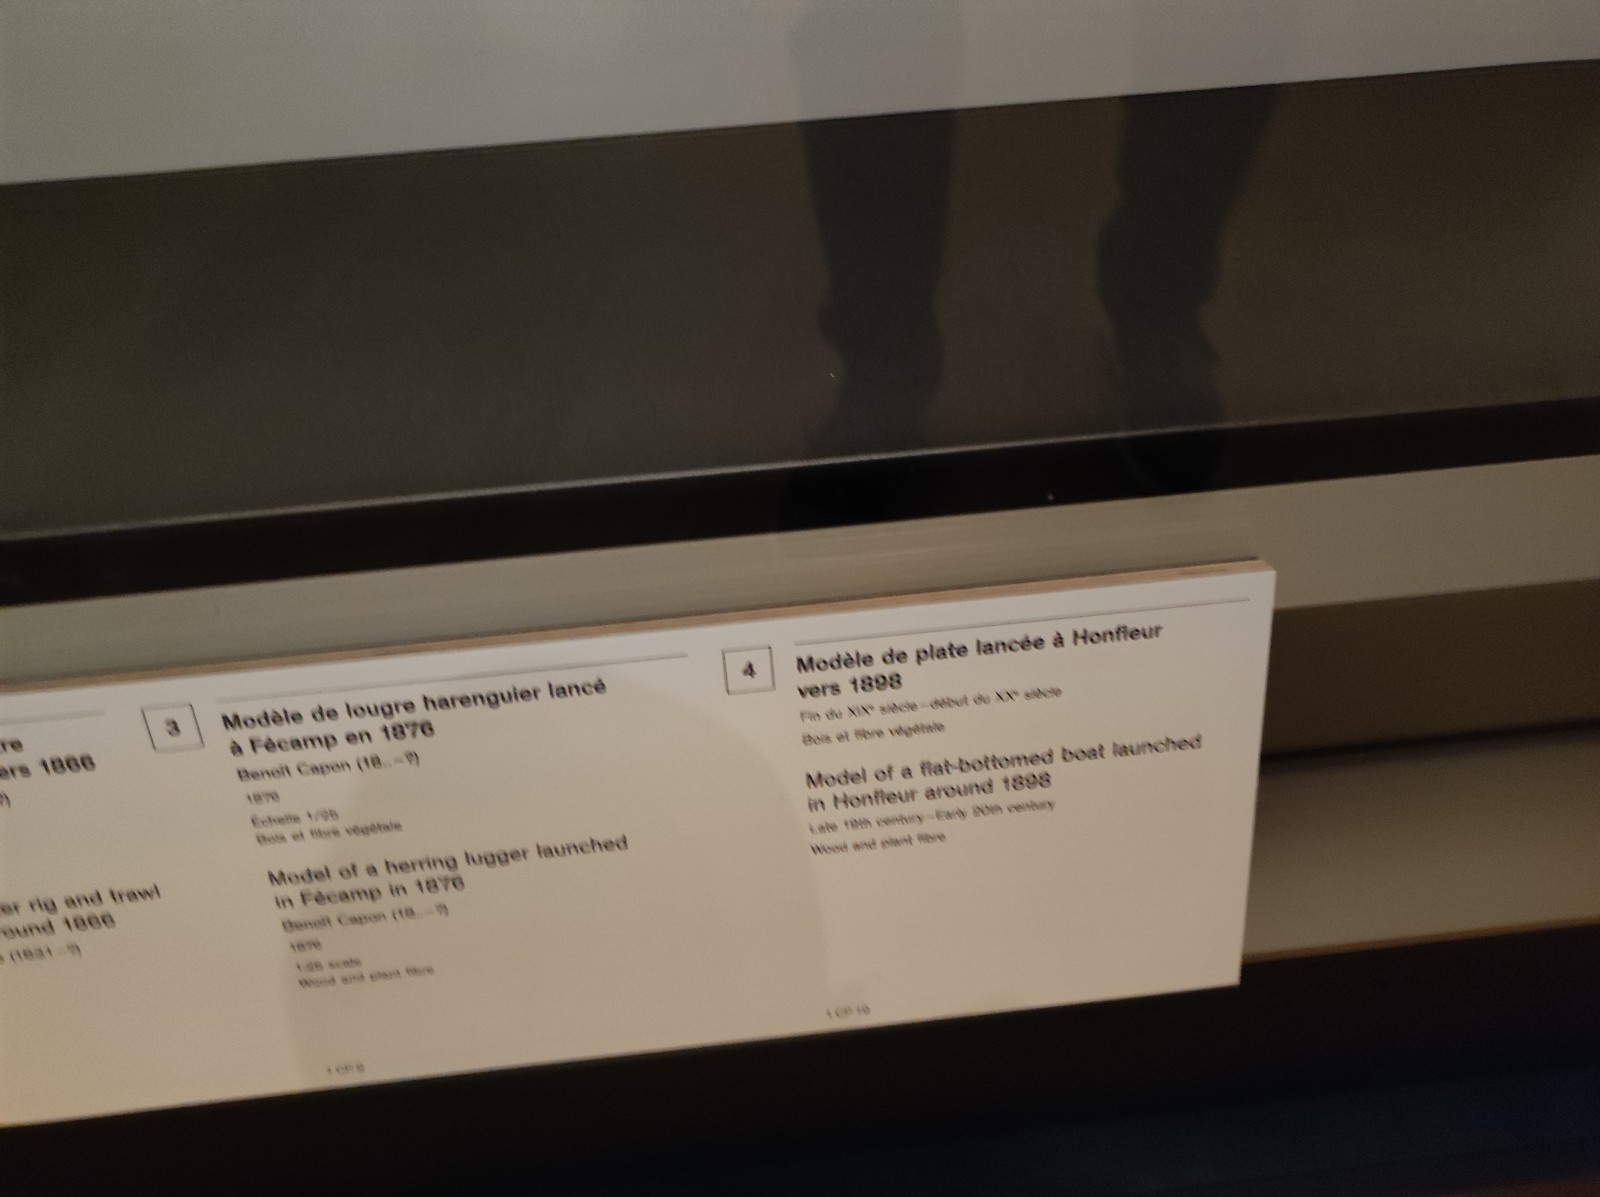 re
ers 1866
?)
er rig and trawl
ound 1866
(1831–?)
3
Modèle de lougre harenguier lancé
à Fécamp en 1876
Benoît Capon (18..–?)
1876
Échelle 1/25
Bois et fibre végétale
Model of a herring lugger launched
in Fécamp in 1876
Benoît Capon (18..–?)
1876
1:25 scale
Wood and plant fibre
4
Modèle de plate lancée à Honfleur
vers 1898
Fin du XIXe siècle–début du XXe siècle
Bois et fibre végétale
Model of a flat-bottomed boat launched
in Honfleur around 1898
Late 19th century–Early 20th century
Wood and plant fibre